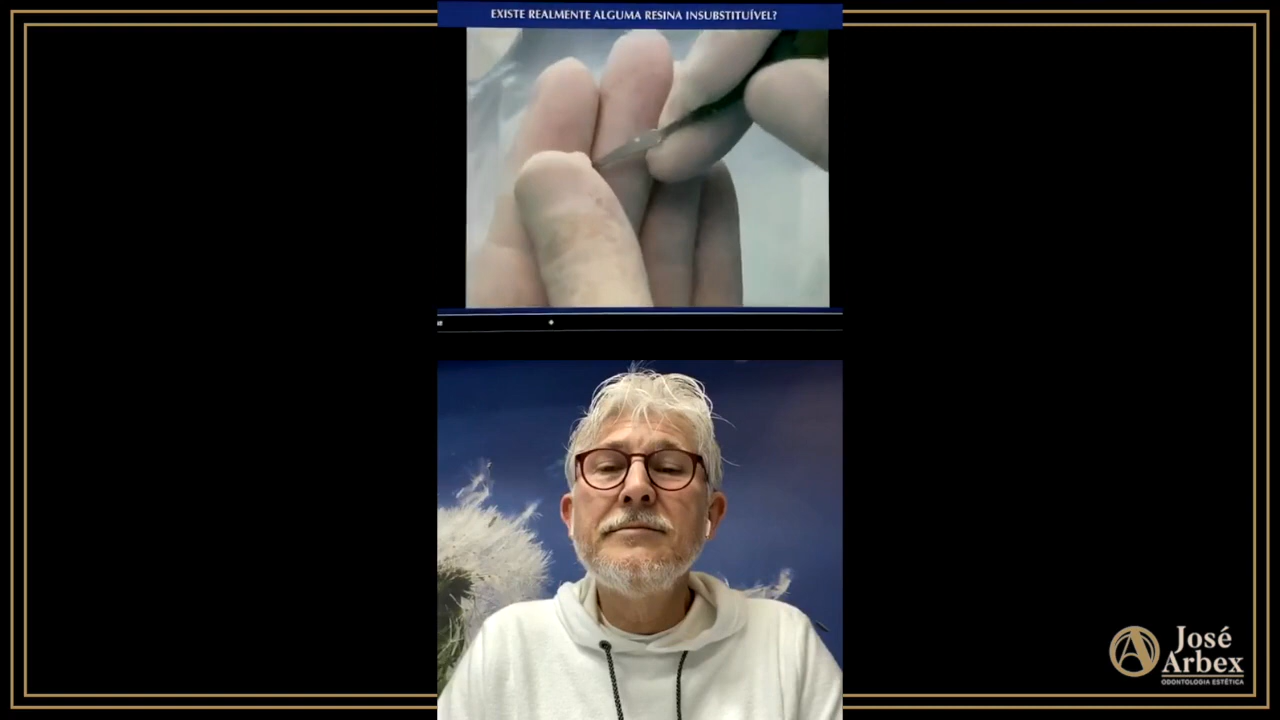 EXISTE REALMENTE ALGUMA RESINA INSUBSTITUÍVEL?
José
Arbex
ODONTOLOGIA ESTÉTICA